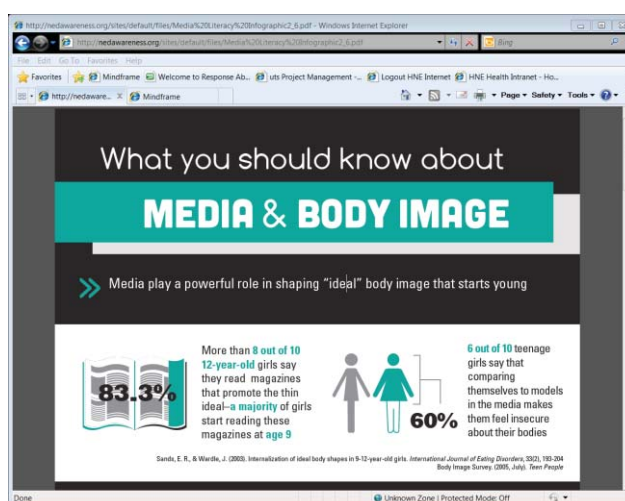 http://nedawareness.org/sites/default/files/Media%20Literacy%20Infographic2_6.pdf - Windows Internet Explorer
http://nedawareness.org/sites/default/files/Media%20Literacy%20Infographic2_6.pdf
Bing
File Edit Go To Favorites Help
Favorites Mindframe Welcome to Response Ab... uts Project Management -... Logout HNE Internet HNE Health Intranet - Ho...
http://nedaware... X Mindframe Page Safety Tools
What you should know about
MEDIA & BODY IMAGE
Media play a powerful role in shaping “ideal” body image that starts young
83.3%
More than 8 out of 10
12-year-old girls say
they read magazines
that promote the thin
ideal–a majority of girls
start reading these
magazines at age 9
60%
6 out of 10 teenage
girls say that
comparing
themselves to models
in the media makes
them feel insecure
about their bodies
Sands, E. R., & Wardle, J. (2003). Internalization of ideal body shapes in 9-12-year-old girls. International Journal of Eating Disorders, 33(2), 193-204
Body Image Survey. (2005, July). Teen People
Done Unknown Zone | Protected Mode: Off